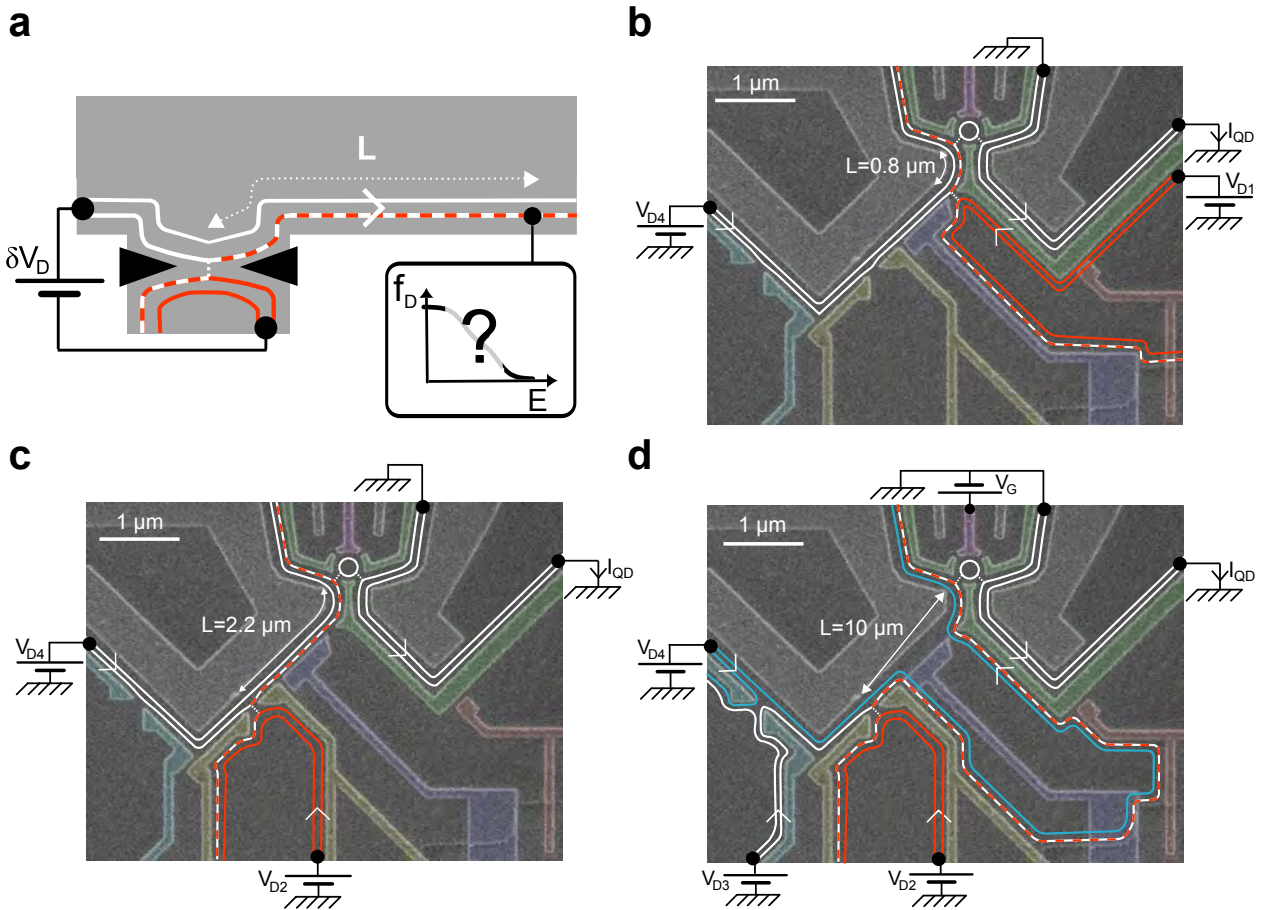 a
L
δV_D
f_D
?
E
b
1 µm
L=0.8 µm
V_D4
I_QD
V_D1
c
1 µm
L=2.2 µm
V_D4
I_QD
V_D2
d
V_G
1 µm
L=10 µm
V_D4
I_QD
V_D3
V_D2